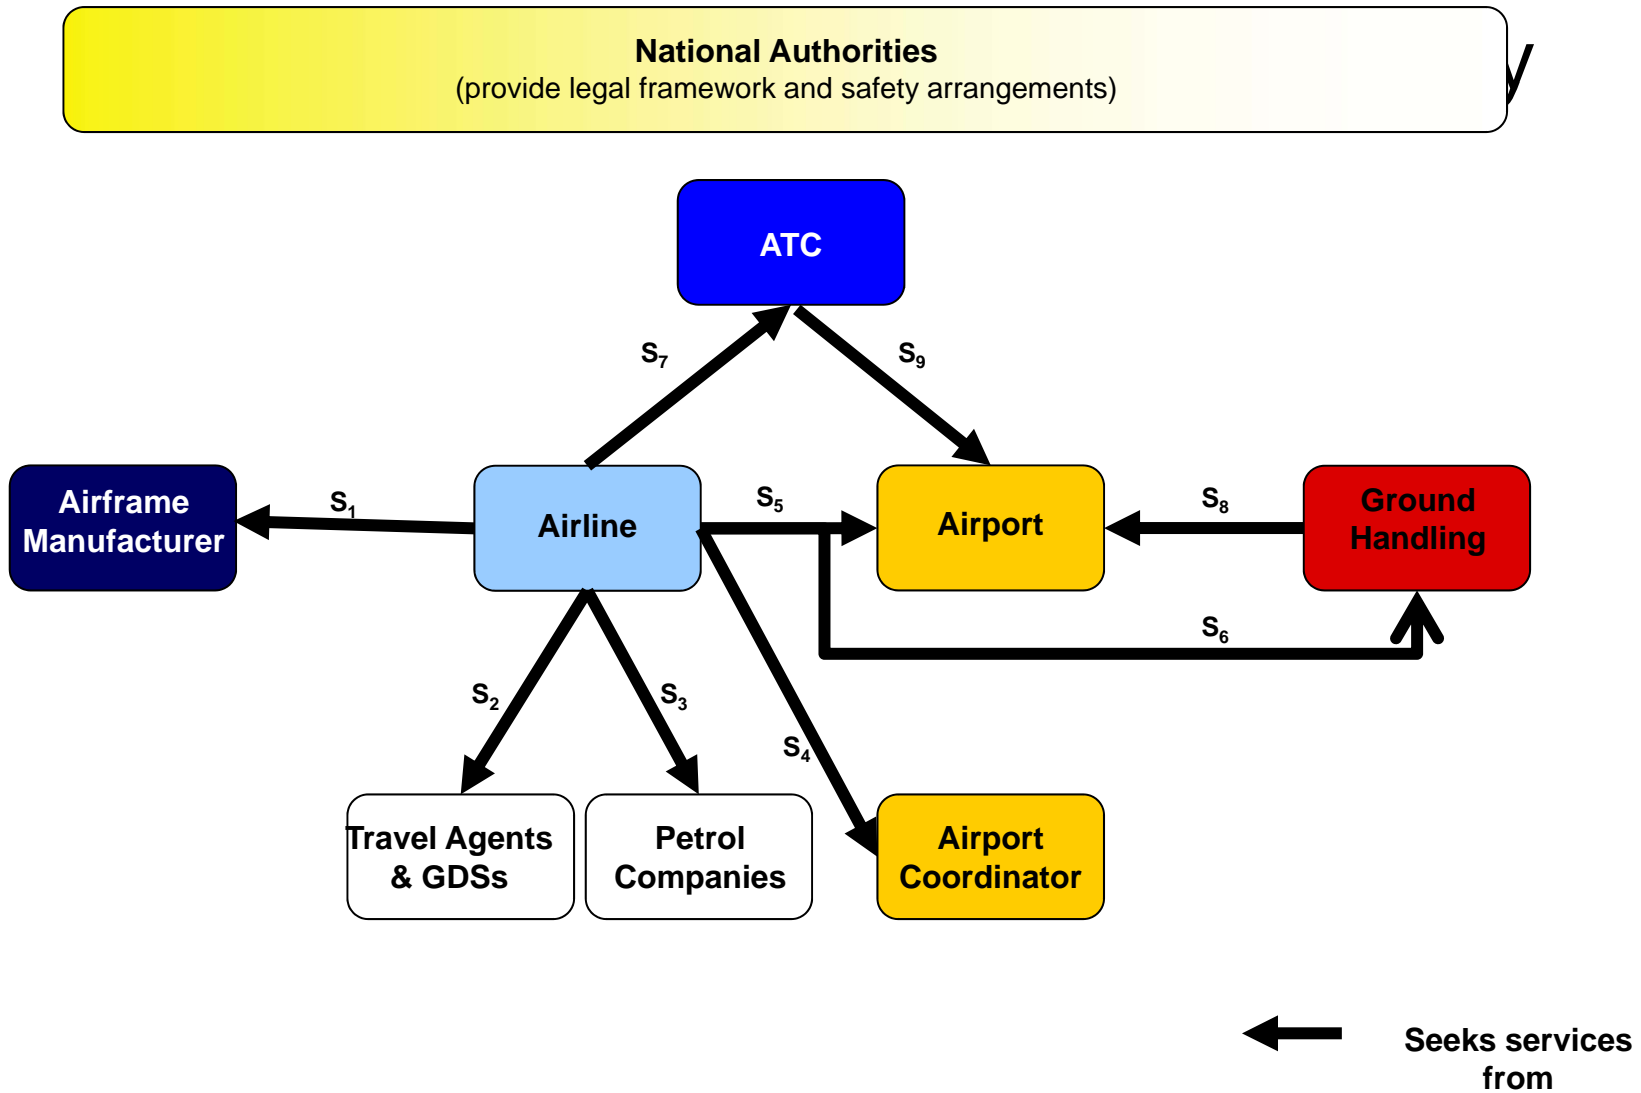 National Authorities
(provide legal framework and safety arrangements)
y
ATC
S7
S9
Airframe
Manufacturer
S1
Airline
S5
Airport
S8
Ground
Handling
S6
S2
S3
S4
Travel Agents
& GDSs
Petrol
Companies
Airport
Coordinator
Seeks services
from